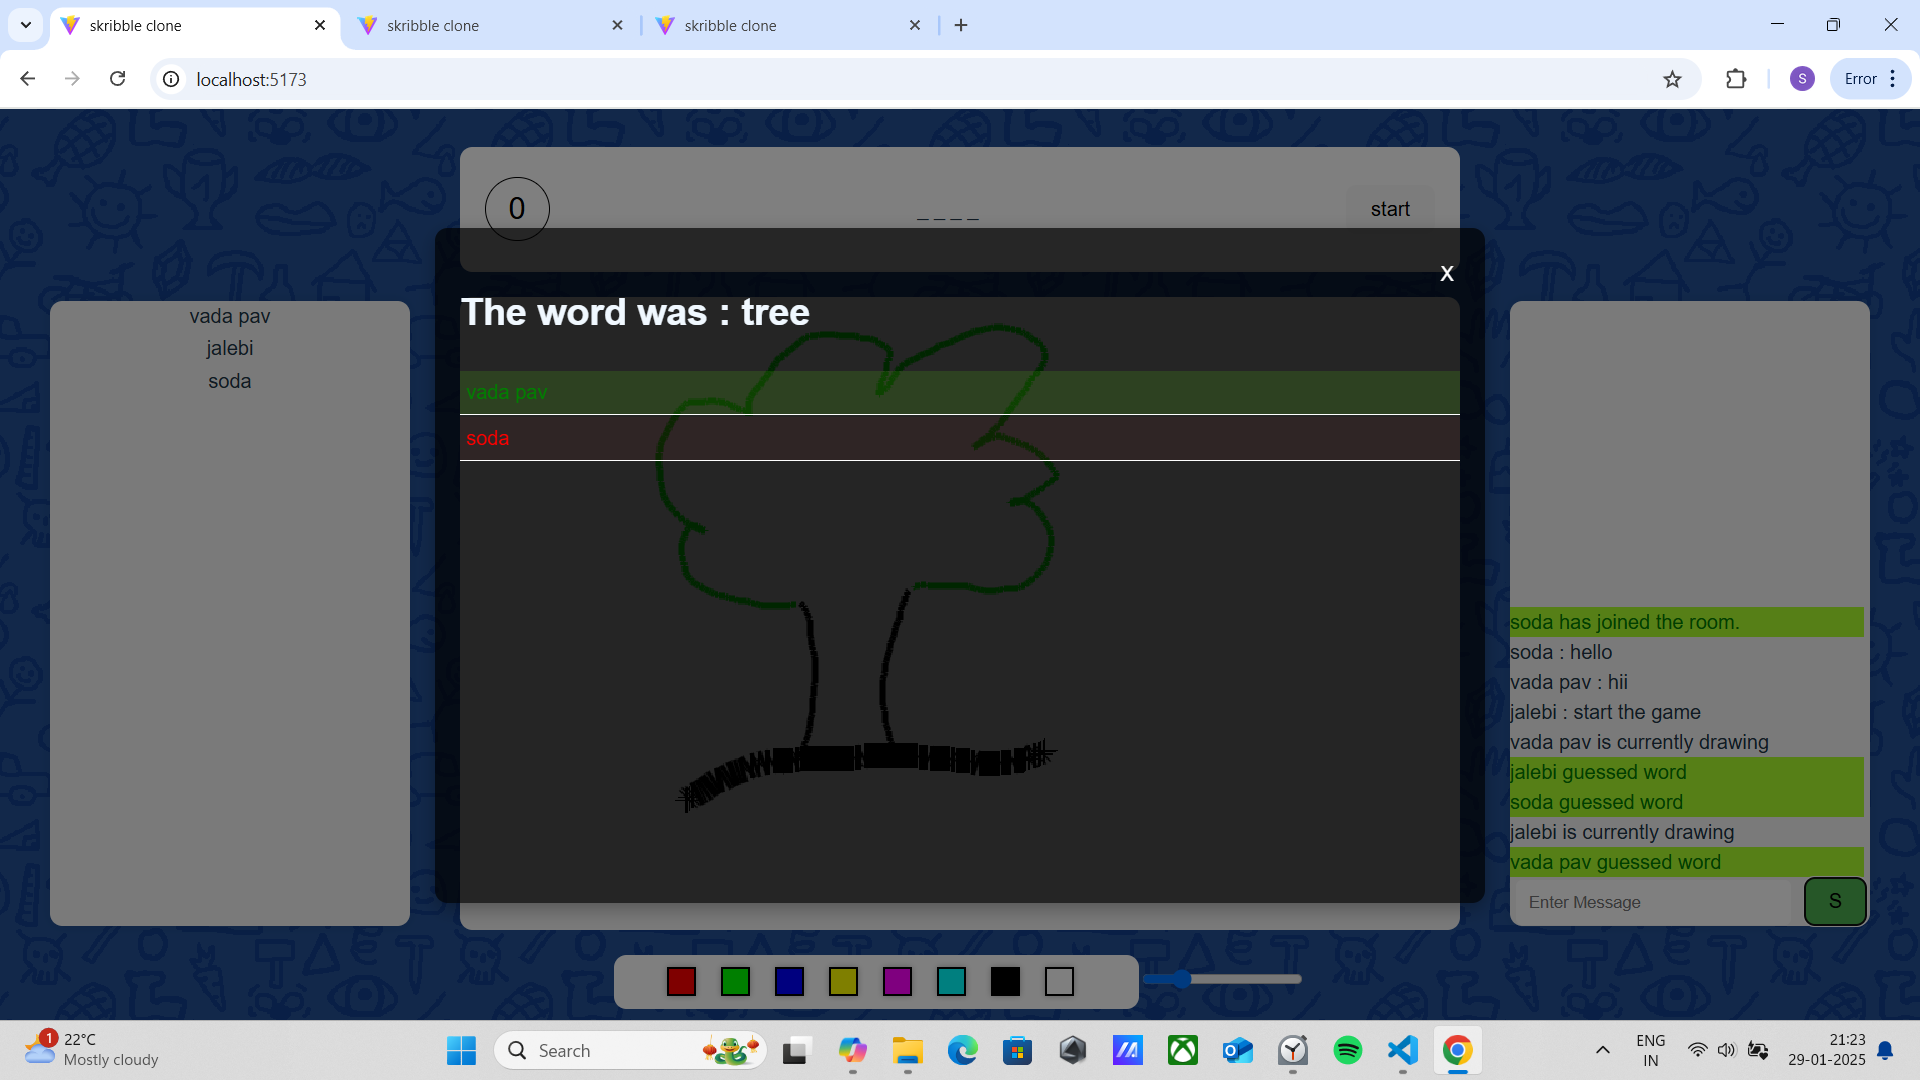 skribble clone
skribble clone
skribble clone
localhost:5173
S
Error
0
_ _ _ _
start
X
The word was : tree
vada pav
soda
vada pav
jalebi
soda
soda has joined the room.
soda : hello
vada pav : hii
jalebi : start the game
vada pav is currently drawing
jalebi guessed word
soda guessed word
jalebi is currently drawing
vada pav guessed word
Enter Message
S
1
22°C
Mostly cloudy
Search
ENG
IN
21:23
29-01-2025